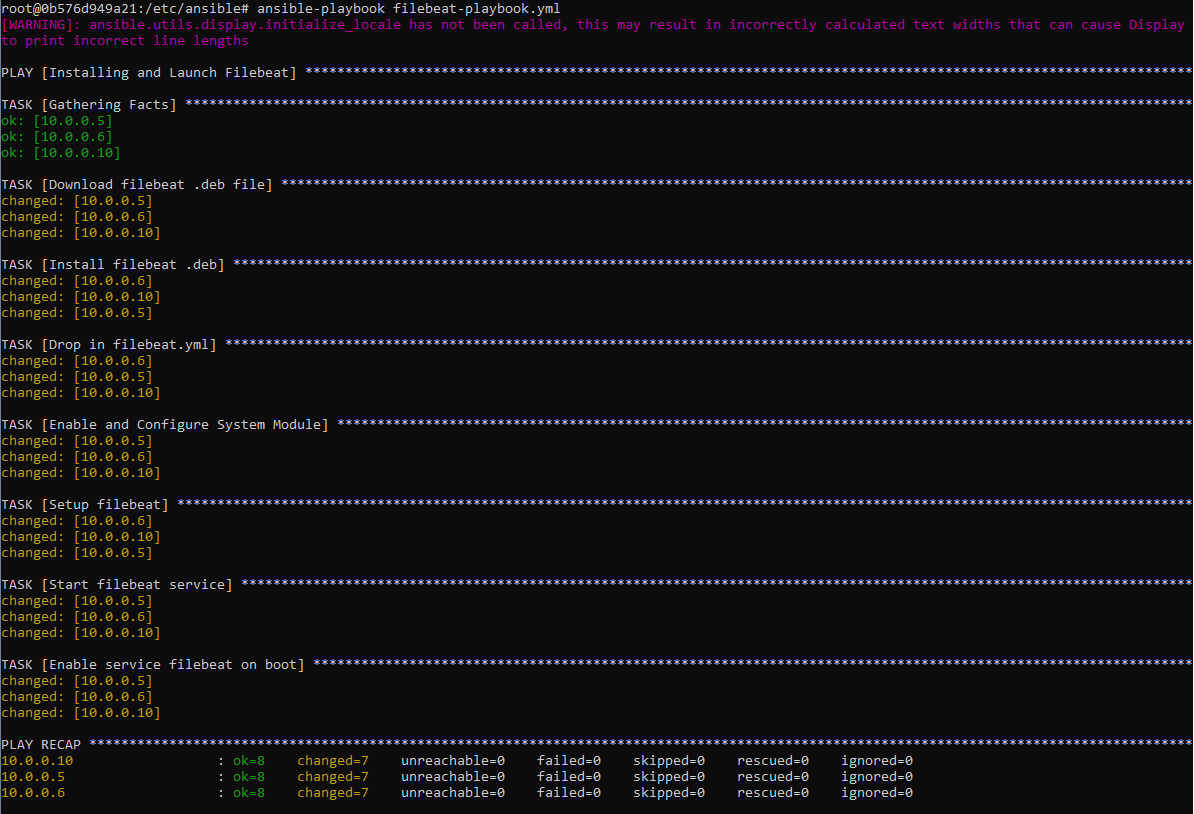 root@0b576d949a21:/etc/ansible# ansible-playbook filebeat-playbook.yml
[WARNING]: ansible.utils.display.initialize_locale has not been called, this may result in incorrectly calculated text widths that can cause Display
to print incorrect line lengths
PLAY [Installing and Launch Filebeat] ***************************************************************************************************************
TASK [Gathering Facts] ******************************************************************************************************************************
ok: [10.0.0.5]
ok: [10.0.0.6]
ok: [10.0.0.10]
TASK [Download filebeat .deb file] ******************************************************************************************************************
changed: [10.0.0.5]
changed: [10.0.0.6]
changed: [10.0.0.10]
TASK [Install filebeat .deb] ************************************************************************************************************************
changed: [10.0.0.6]
changed: [10.0.0.10]
changed: [10.0.0.5]
TASK [Drop in filebeat.yml] *************************************************************************************************************************
changed: [10.0.0.6]
changed: [10.0.0.5]
changed: [10.0.0.10]
TASK [Enable and Configure System Module] ***********************************************************************************************************
changed: [10.0.0.5]
changed: [10.0.0.6]
changed: [10.0.0.10]
TASK [Setup filebeat] *******************************************************************************************************************************
changed: [10.0.0.6]
changed: [10.0.0.10]
changed: [10.0.0.5]
TASK [Start filebeat service] ***********************************************************************************************************************
changed: [10.0.0.5]
changed: [10.0.0.6]
changed: [10.0.0.10]
TASK [Enable service filebeat on boot] **************************************************************************************************************
changed: [10.0.0.5]
changed: [10.0.0.6]
changed: [10.0.0.10]
PLAY RECAP ******************************************************************************************************************************************
10.0.0.10                  : ok=8    changed=7    unreachable=0    failed=0    skipped=0    rescued=0    ignored=0
10.0.0.5                   : ok=8    changed=7    unreachable=0    failed=0    skipped=0    rescued=0    ignored=0
10.0.0.6                   : ok=8    changed=7    unreachable=0    failed=0    skipped=0    rescued=0    ignored=0